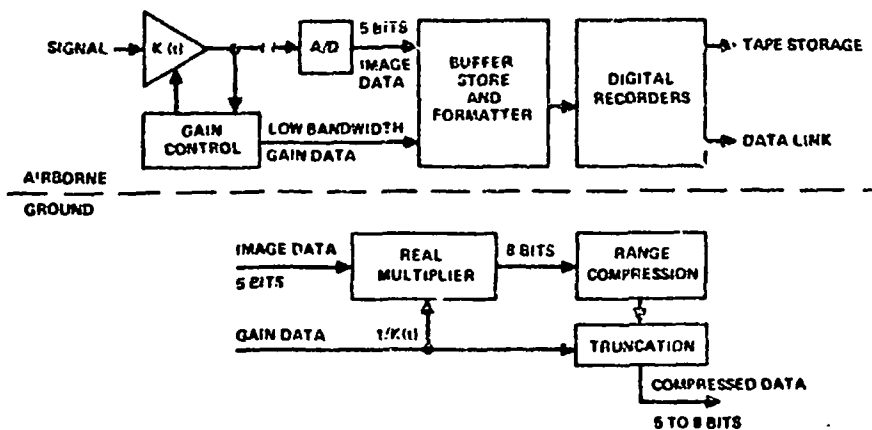 SIGNAL
K(t)
A/D
5 BITS
IMAGE
DATA
BUFFER
STORE
AND
FORMATTER
DIGITAL
RECORDERS
TAPE STORAGE
DATA LINK
GAIN
CONTROL
LOW BANDWIDTH
GAIN DATA
AIRBORNE
GROUND
IMAGE DATA
5 BITS
REAL
MULTIPLIER
8 BITS
RANGE
COMPRESSION
GAIN DATA
1/K(t)
TRUNCATION
COMPRESSED DATA
5 TO 8 BITS